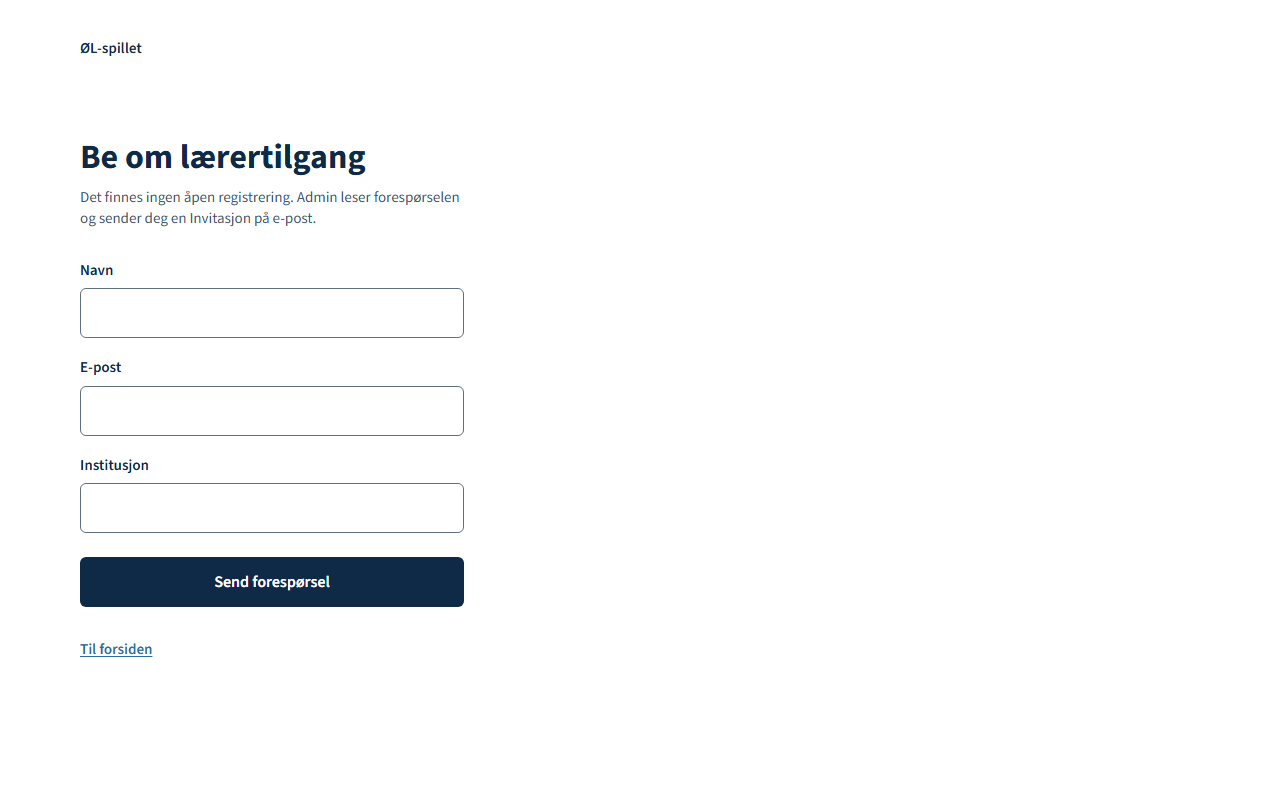 ØL-spillet
Be om lærertilgang
Det finnes ingen åpen registrering. Admin leser forespørselen
og sender deg en Invitasjon på e-post.
Navn
E-post
Institusjon
Send forespørsel
Til forsiden